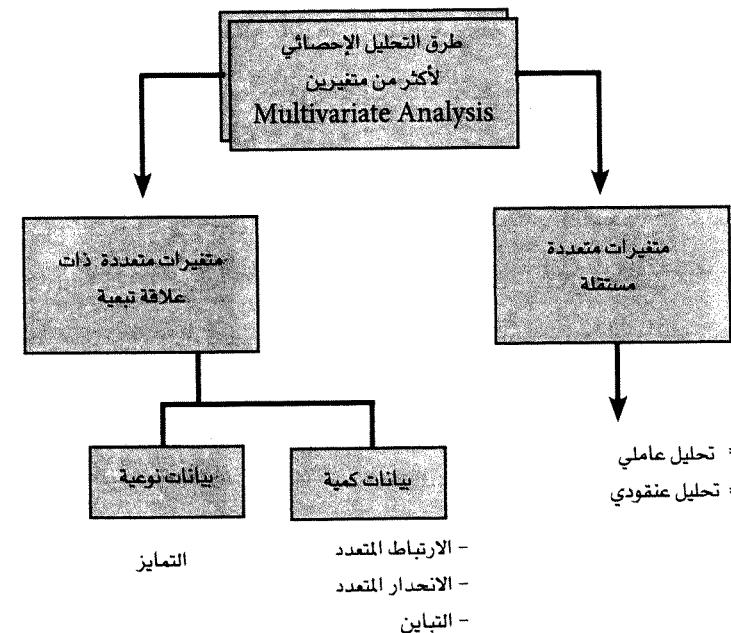 طرق التحليل الإحصائي
لأكثر من متغيرين
Multivariate Analysis
متغيرات متعددة
مستقلة
متغيرات متعددة ذات
علاقة تبعية
* تحليل عاملي
* تحليل عنقودي
بيانات كمية
بيانات نوعية
- الارتباط المتعدد
- الانحدار المتعدد
- التباين
التمايز